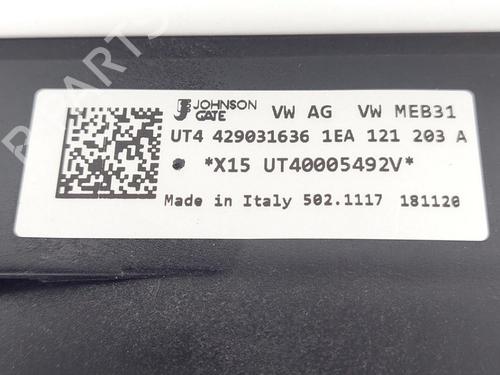 JOHNSON
GATE
VW AG VW MEB31
UT4 429031636 1EA 121 203 A
*X15 UT40005492V*
Made in Italy 502.1117 181120
PARTS